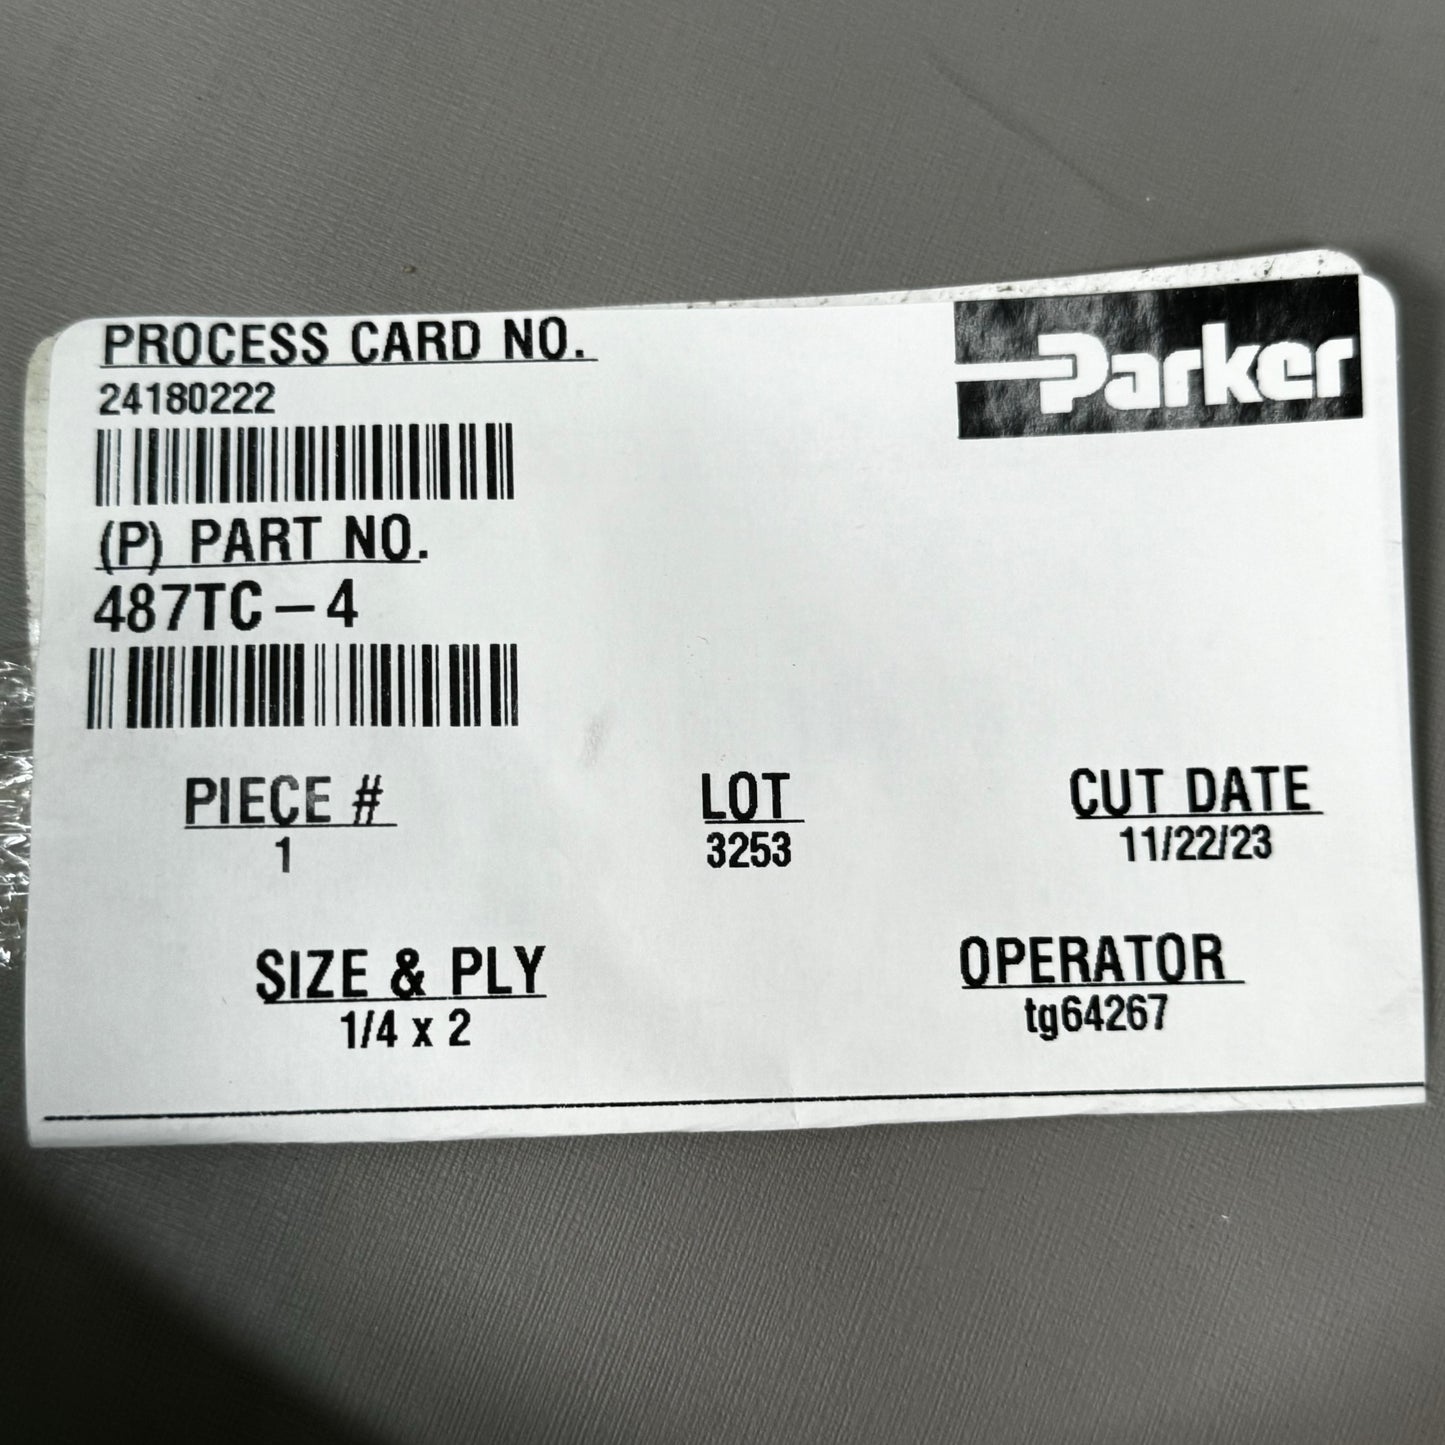 PROCESS CARD NO.
24180222
Parker
(P) PART NO.
487TC-4
PIECE #
1
LOT
3253
CUT DATE
11/22/23
SIZE & PLY
1/4 x 2
OPERATOR
tg64267